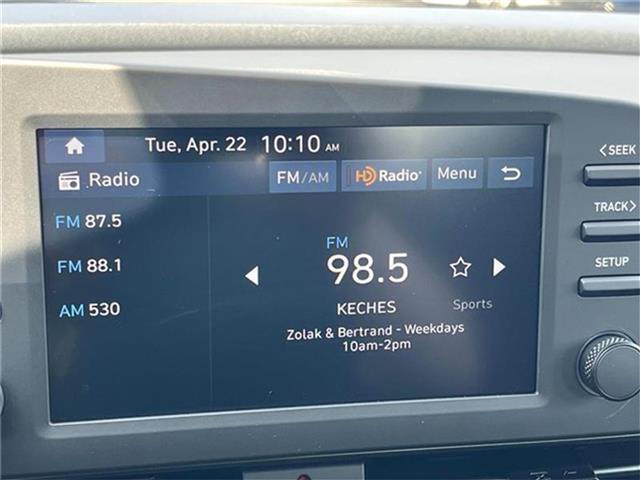 Tue, Apr. 22 10:10 AM
Radio FM/AM HD Radio Menu
FM 87.5
FM 88.1
AM 530
FM
98.5
KECHES Sports
Zolak & Bertrand - Weekdays
10am-2pm
< SEEK
TRACK >
SETUP